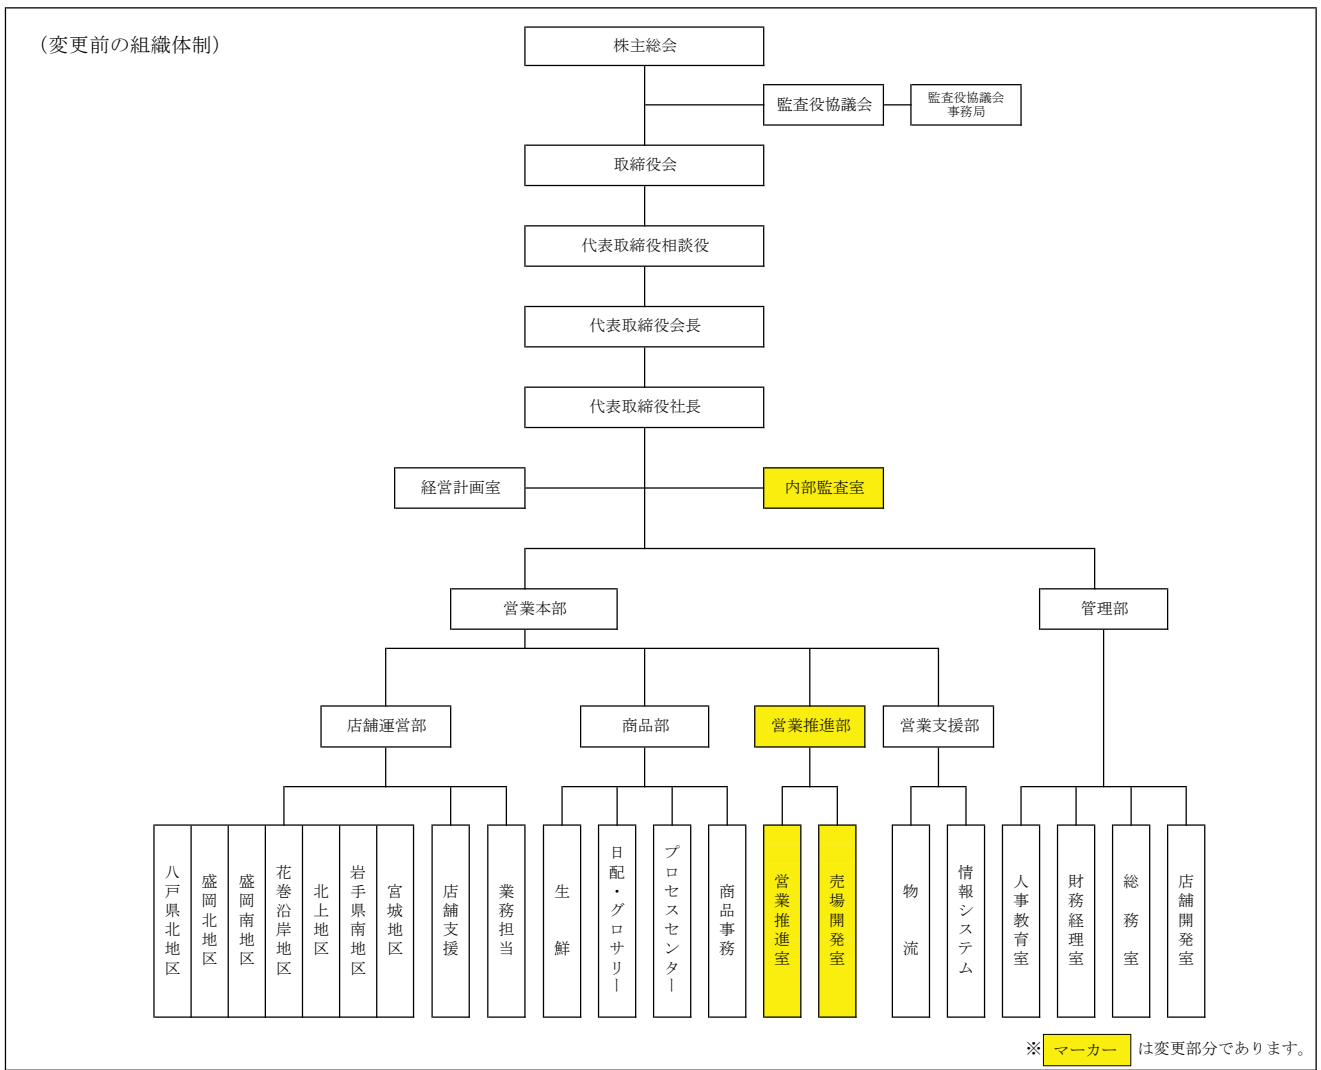 （変更前の組織体制）
株主総会
監査役協議会
監査役協議会
事務局
取締役会
代表取締役相談役
代表取締役会長
代表取締役社長
経営計画室
内部監査室
営業本部
管理部
店舗運営部
商品部
営業推進部
営業支援部
八戸県北地区
盛岡北地区
盛岡南地区
花巻沿岸地区
北上地区
岩手県南地区
宮城地区
店舗支援
業務担当
生鮮
日配・グロサリー
プロセスセンター
商品事務
営業推進室
売場開発室
物流
情報システム
人事教育室
財務経理室
総務室
店舗開発室
※ マーカー は変更部分であります。